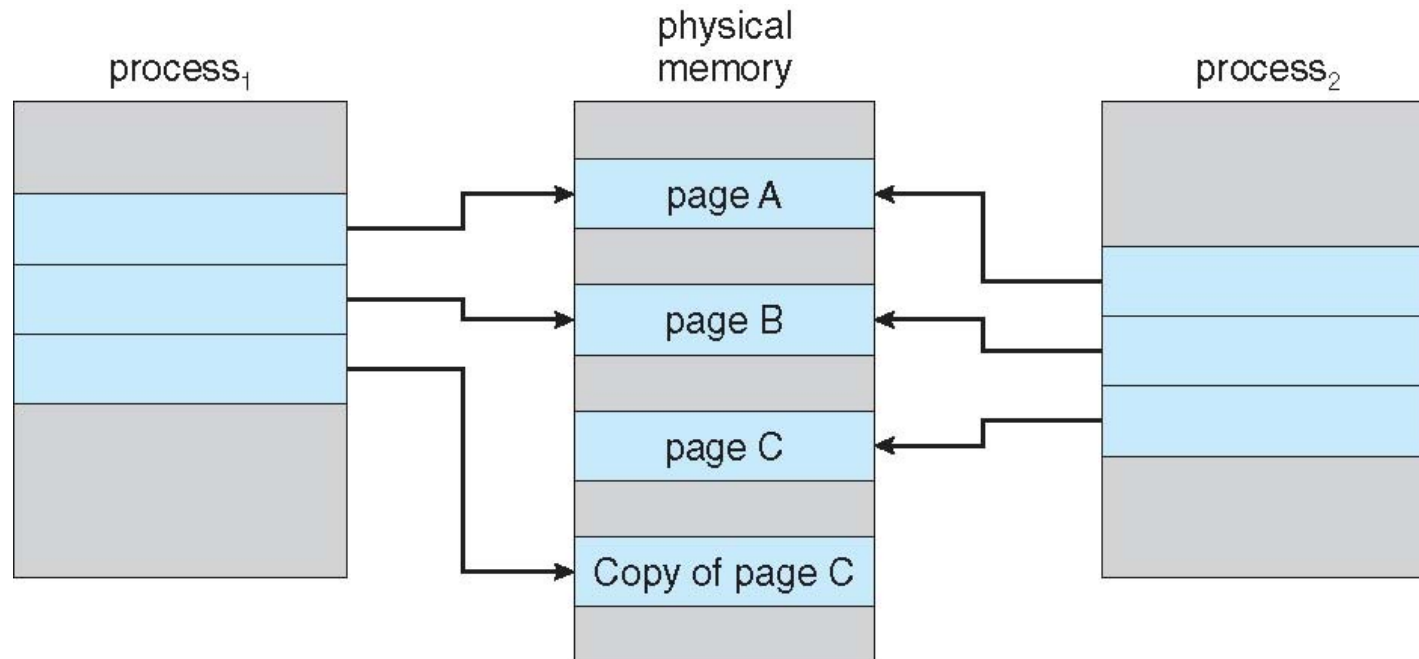 physical
memory
process₁
process₂
page A
page B
page C
Copy of page C